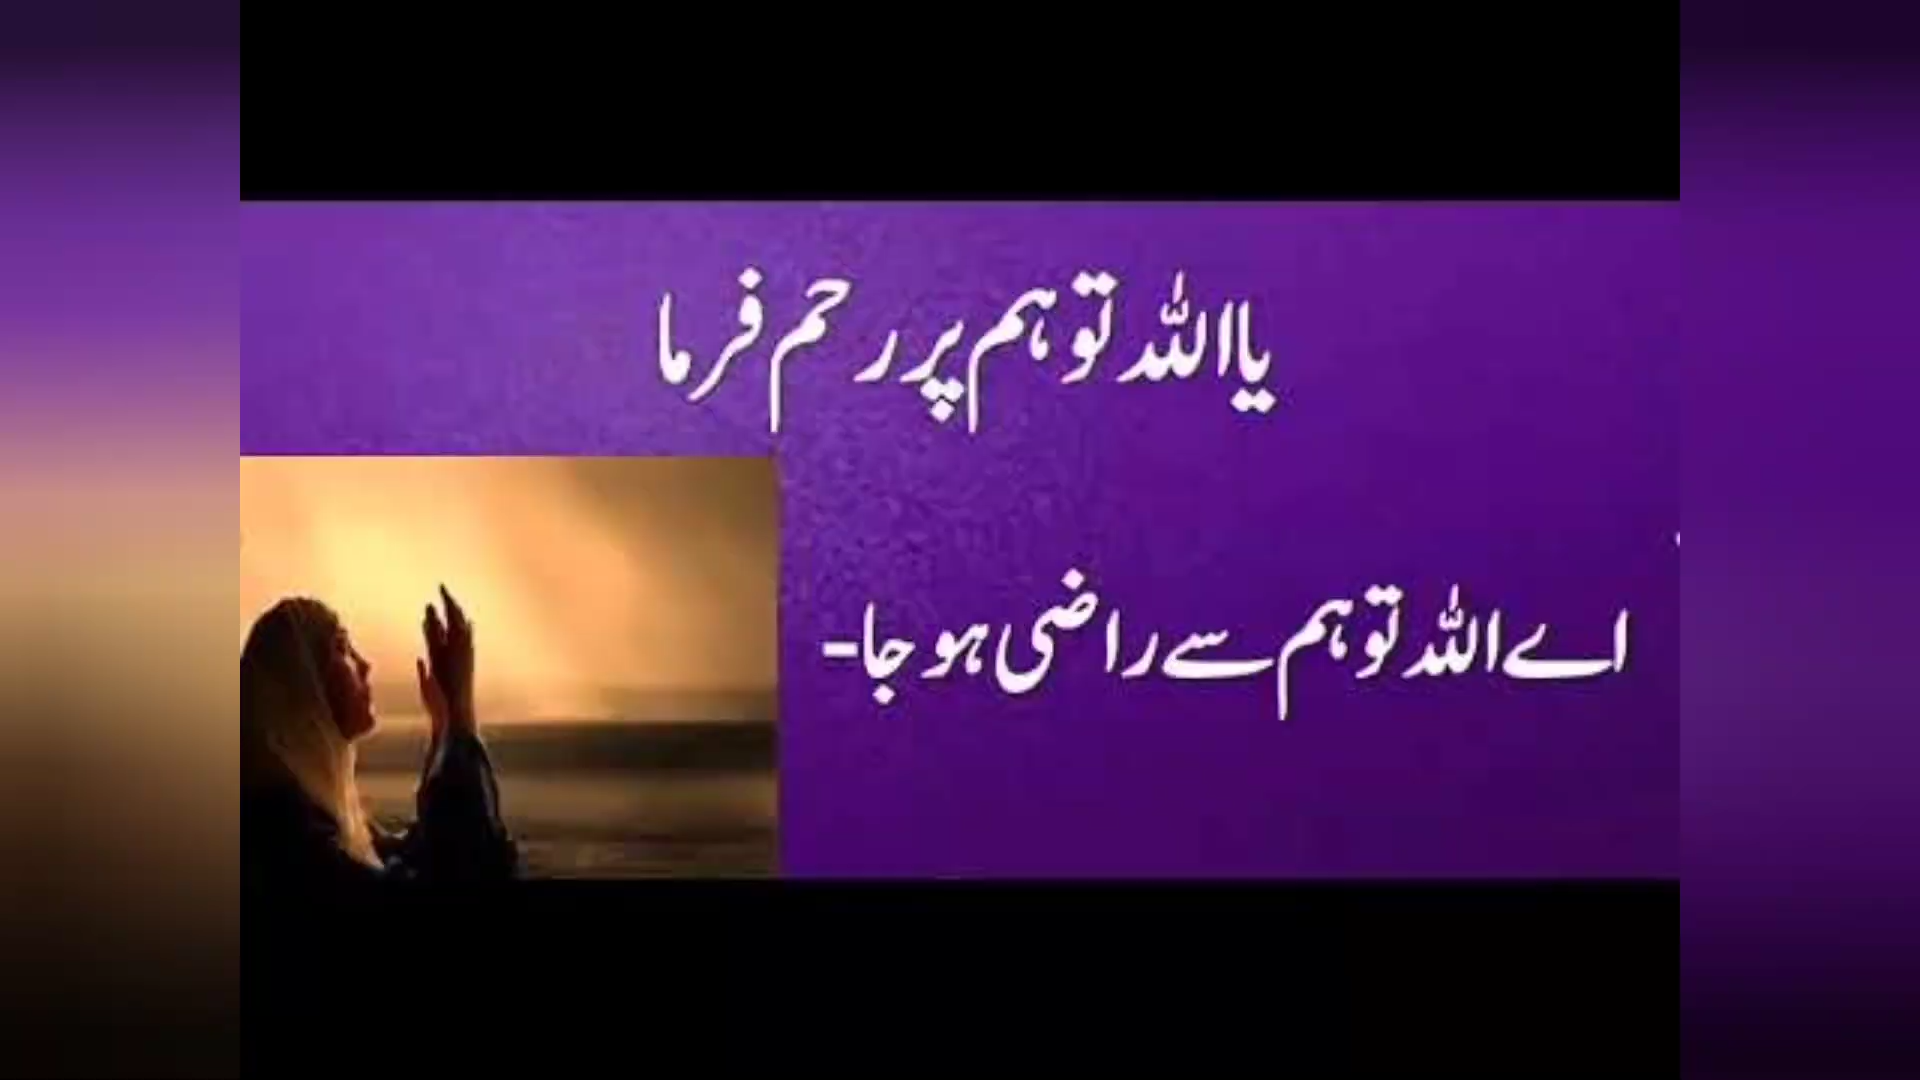 یااللہ تو ہم پر رحم فرما
اے اللہ تو ہم سے راضی ہو جا-